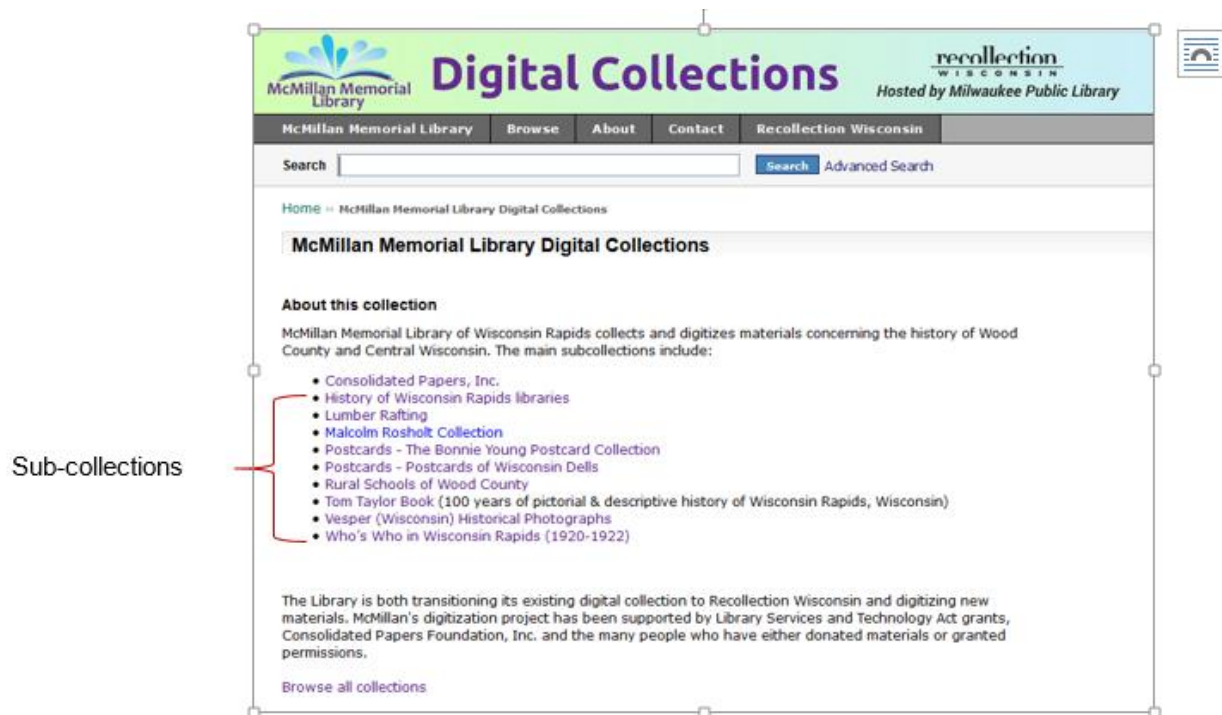 McMillan Memorial
Library
Digital Collections
recollection
WISCONSIN
Hosted by Milwaukee Public Library
McMillan Memorial Library Browse About Contact Recollection Wisconsin
Search Search Advanced Search
Home » McMillan Memorial Library Digital Collections
McMillan Memorial Library Digital Collections
About this collection
McMillan Memorial Library of Wisconsin Rapids collects and digitizes materials concerning the history of Wood
County and Central Wisconsin. The main subcollections include:
• Consolidated Papers, Inc.
• History of Wisconsin Rapids libraries
• Lumber Rafting
• Malcolm Rosholt Collection
• Postcards - The Bonnie Young Postcard Collection
• Postcards - Postcards of Wisconsin Dells
• Rural Schools of Wood County
• Tom Taylor Book (100 years of pictorial & descriptive history of Wisconsin Rapids, Wisconsin)
• Vesper (Wisconsin) Historical Photographs
• Who's Who in Wisconsin Rapids (1920-1922)
Sub-collections
The Library is both transitioning its existing digital collection to Recollection Wisconsin and digitizing new
materials. McMillan's digitization project has been supported by Library Services and Technology Act grants,
Consolidated Papers Foundation, Inc. and the many people who have either donated materials or granted
permissions.
Browse all collections